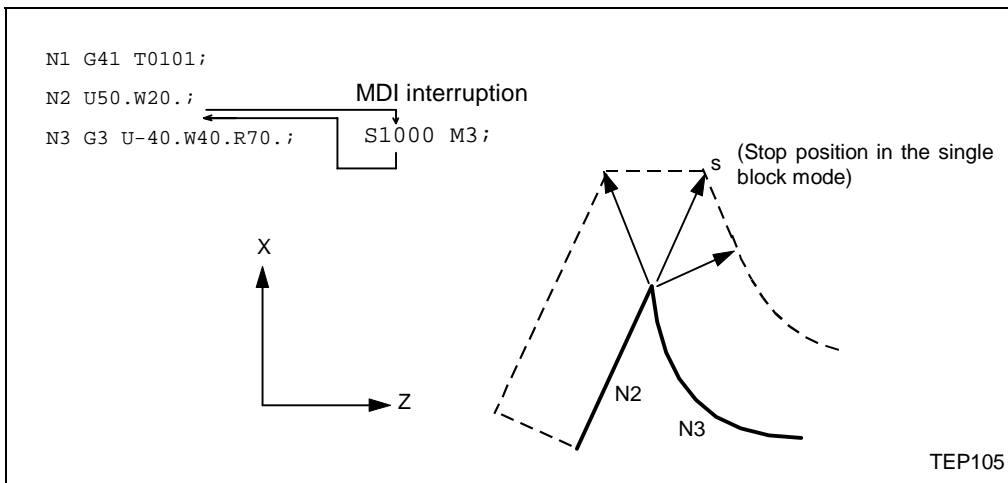 N1 G41 T0101;
N2 U50.W20.;
MDI interruption
N3 G3 U-40.W40.R70.;
S1000 M3;
s
(Stop position in the single
block mode)
X
Z
N2
N3
TEP105